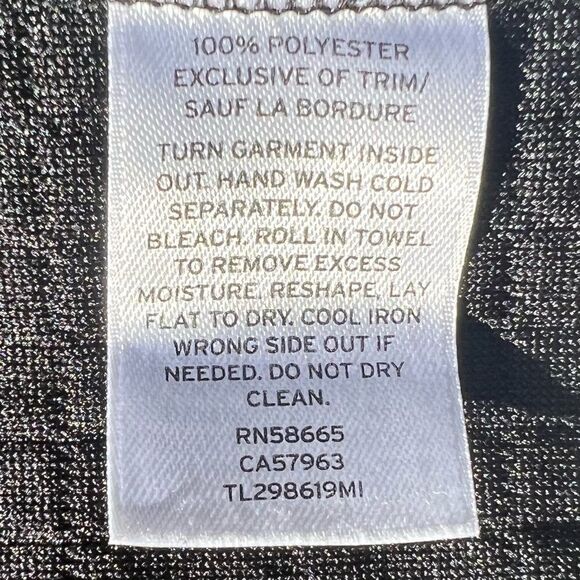 100% POLYESTER
EXCLUSIVE OF TRIM/
SAUF LA BORDURE
TURN GARMENT INSIDE
OUT. HAND WASH COLD
SEPARATELY. DO NOT
BLEACH. ROLL IN TOWEL
TO REMOVE EXCESS
MOISTURE. RESHAPE, LAY
FLAT TO DRY. COOL IRON
WRONG SIDE OUT IF
NEEDED. DO NOT DRY
CLEAN.
RN58665
CA57963
TL298619MI